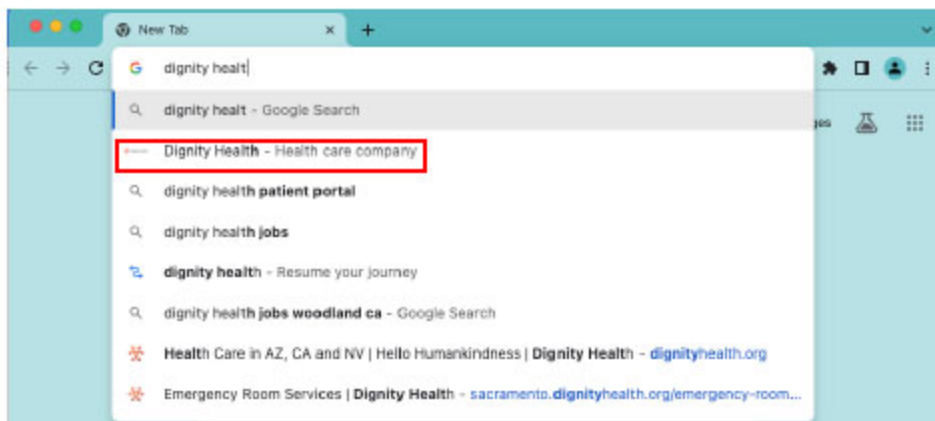 New Tab
dignity healt
dignity healt - Google Search
Dignity Health - Health care company
dignity health patient portal
dignity health jobs
dignity health - Resume your journey
dignity health jobs woodland ca - Google Search
Health Care in AZ, CA and NV | Hello Humankindness | Dignity Health - dignityhealth.org
Emergency Room Services | Dignity Health - sacramento.dignityhealth.org/emergency-room...